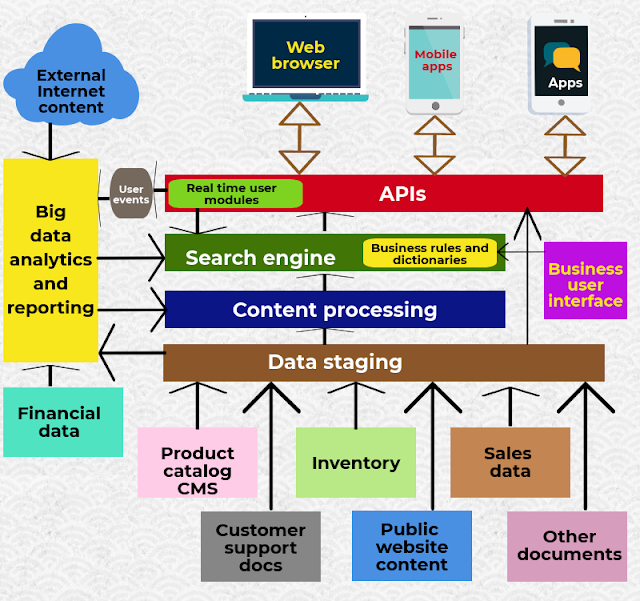 External
Internet
content
Web
browser
Mobile
apps
Apps
User
events
Real time user
modules
APIs
Big
data
analytics
and
reporting
Search engine
Business rules and
dictionaries
Business
user
interface
Content processing
Data staging
Financial
data
Product
catalog
CMS
Inventory
Sales
data
Customer
support
docs
Public
website
content
Other
documents